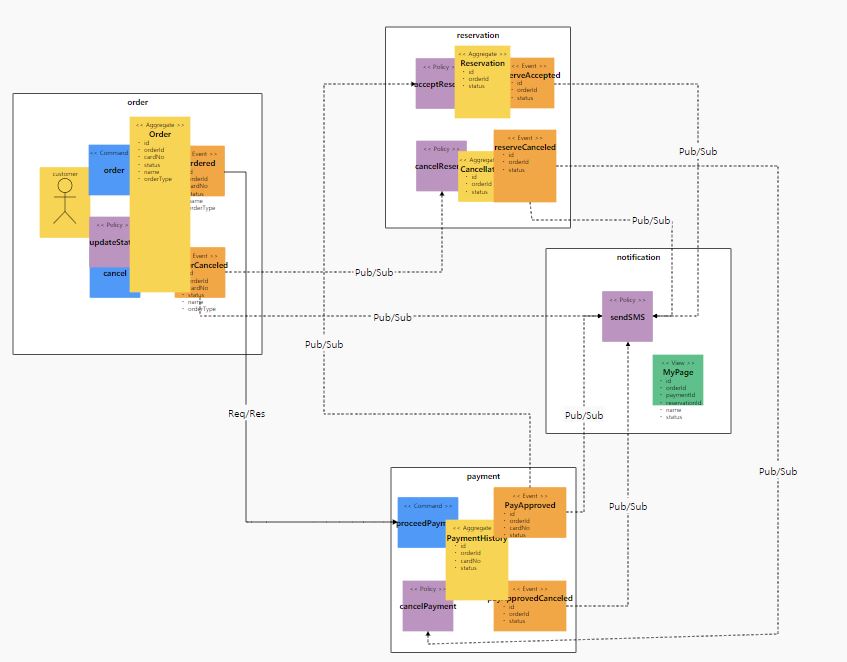 reservation
<< Policy
acceptRese
<< Aggregate >>
Reservation
- id
- orderId
- status
<< Event >>
erveAccepted
- id
- orderId
- status
<< Policy >>
cancelReser
<< Aggregat
Cancellat
- id
- orderId
- status
<< Event >>
reserveCanceled
- id
- orderId
- status
order
customer
<< Command
order
<< Policy >
updateStat
cancel
<< Aggregate >>
Order
- id
- orderId
- cardNo
- status
- name
- orderType
Event >>
rdered
d
orderId
ardNo
tatus
name
orderType
Event >>
rCanceled
d
orderId
cardNo
- status
- name
- orderType
Pub/Sub
Pub/Sub
Pub/Sub
Pub/Sub
Pub/Sub
notification
<< Policy >>
sendSMS
<< View >>
MyPage
- id
- orderId
- paymentId
- reservationId
- name
- status
Req/Res
Pub/Sub
Pub/Sub
Pub/Sub
payment
<< Command >>
proceedPaym
<< Aggregate
PaymentHistory
- id
- orderId
- cardNo
- status
<< Event >>
PayApproved
- id
- orderId
- cardNo
- status
<< Policy >
cancelPayment
<< Event >>
pprovedCanceled
- id
- orderId
- status